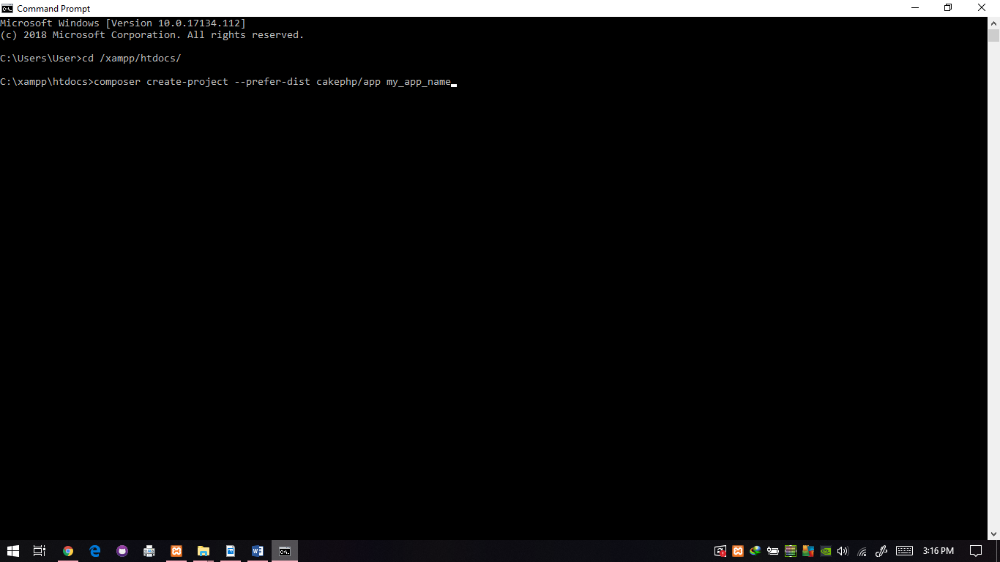 Command Prompt
Microsoft Windows [Version 10.0.17134.112]
(c) 2018 Microsoft Corporation. All rights reserved.
C:\Users\User>cd /xampp/htdocs/
C:\xampp\htdocs>composer create-project --prefer-dist cakephp/app my_app_name
3:16 PM